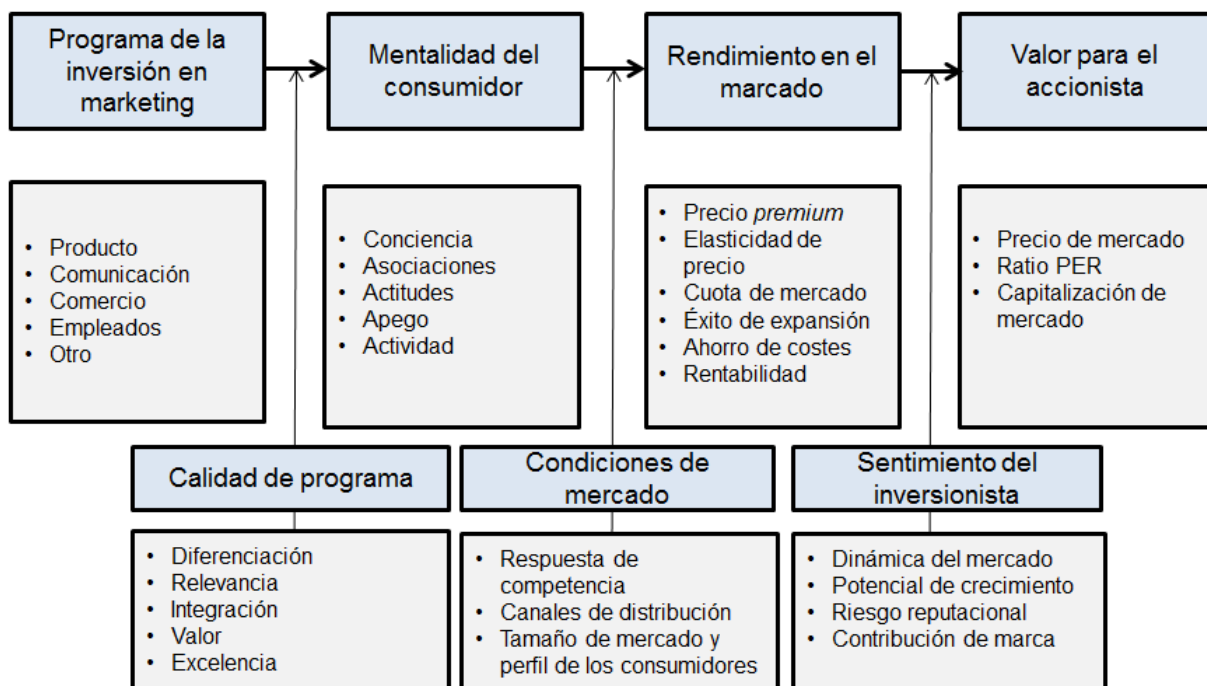 Programa de la
inversión en
marketing
Mentalidad del
consumidor
Rendimiento en el
marcado
Valor para el
accionista
• Producto
• Comunicación
• Comercio
• Empleados
• Otro
• Conciencia
• Asociaciones
• Actitudes
• Apego
• Actividad
• Precio premium
• Elasticidad de
precio
• Cuota de mercado
• Éxito de expansión
• Ahorro de costes
• Rentabilidad
• Precio de mercado
• Ratio PER
• Capitalización de
mercado
Calidad de programa
Condiciones de
mercado
Sentimiento del
inversionista
• Diferenciación
• Relevancia
• Integración
• Valor
• Excelencia
• Respuesta de
competencia
• Canales de distribución
• Tamaño de mercado y
perfil de los consumidores
• Dinámica del mercado
• Potencial de crecimiento
• Riesgo reputacional
• Contribución de marca